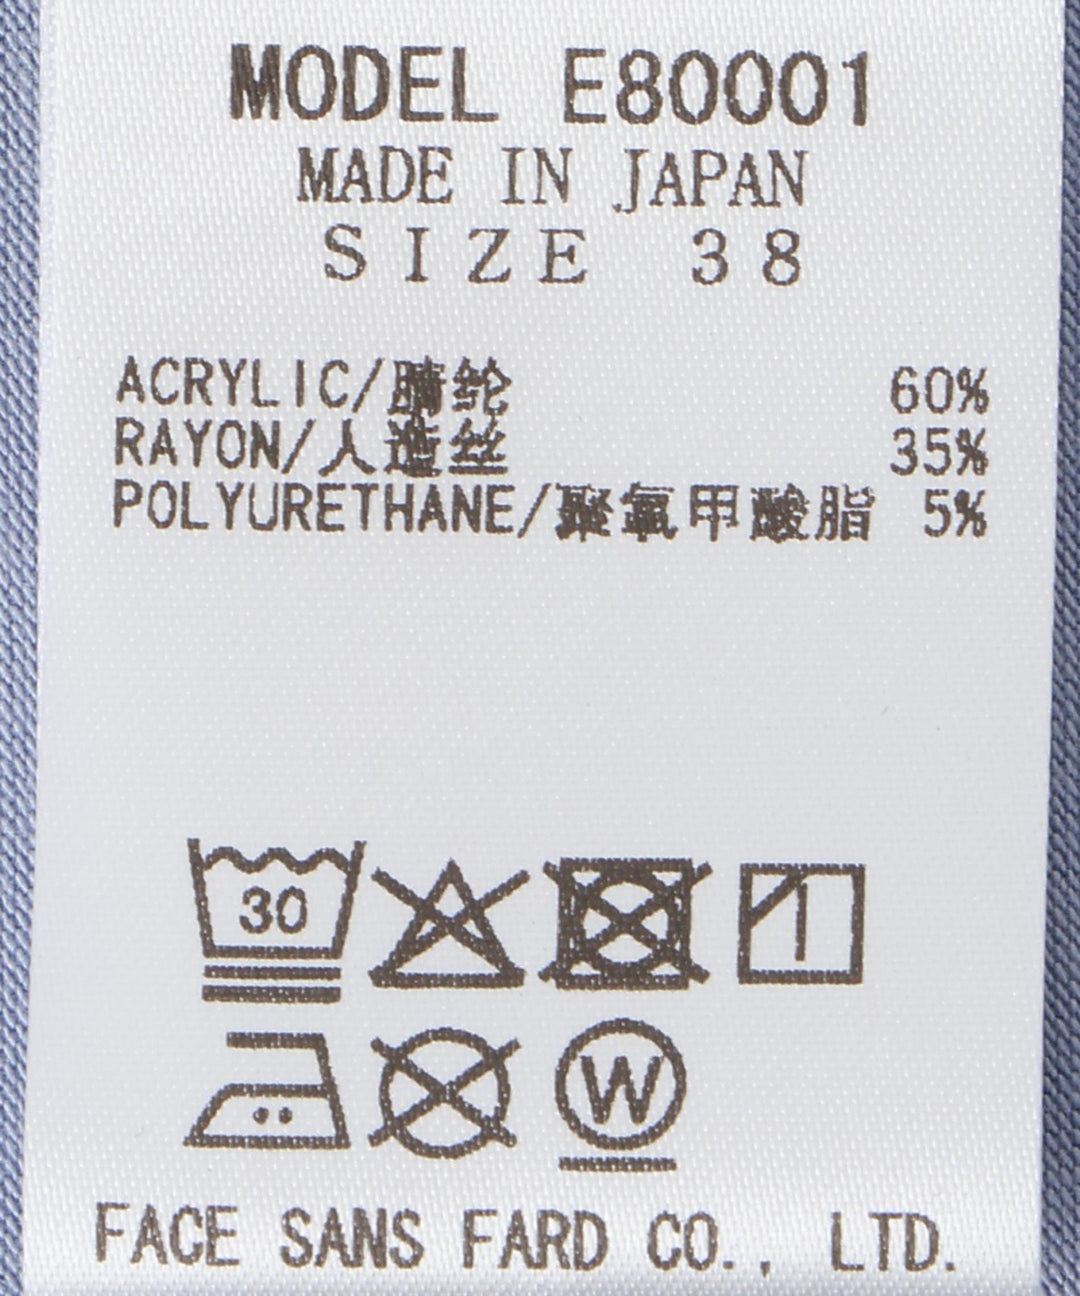 MODEL E80001
MADE IN JAPAN
SIZE 38
ACRYLIC/腈纶 60%
RAYON/人造丝 35%
POLYURETHANE/聚氨甲酸脂 5%
30
W
FACE SANS FARD CO., LTD.